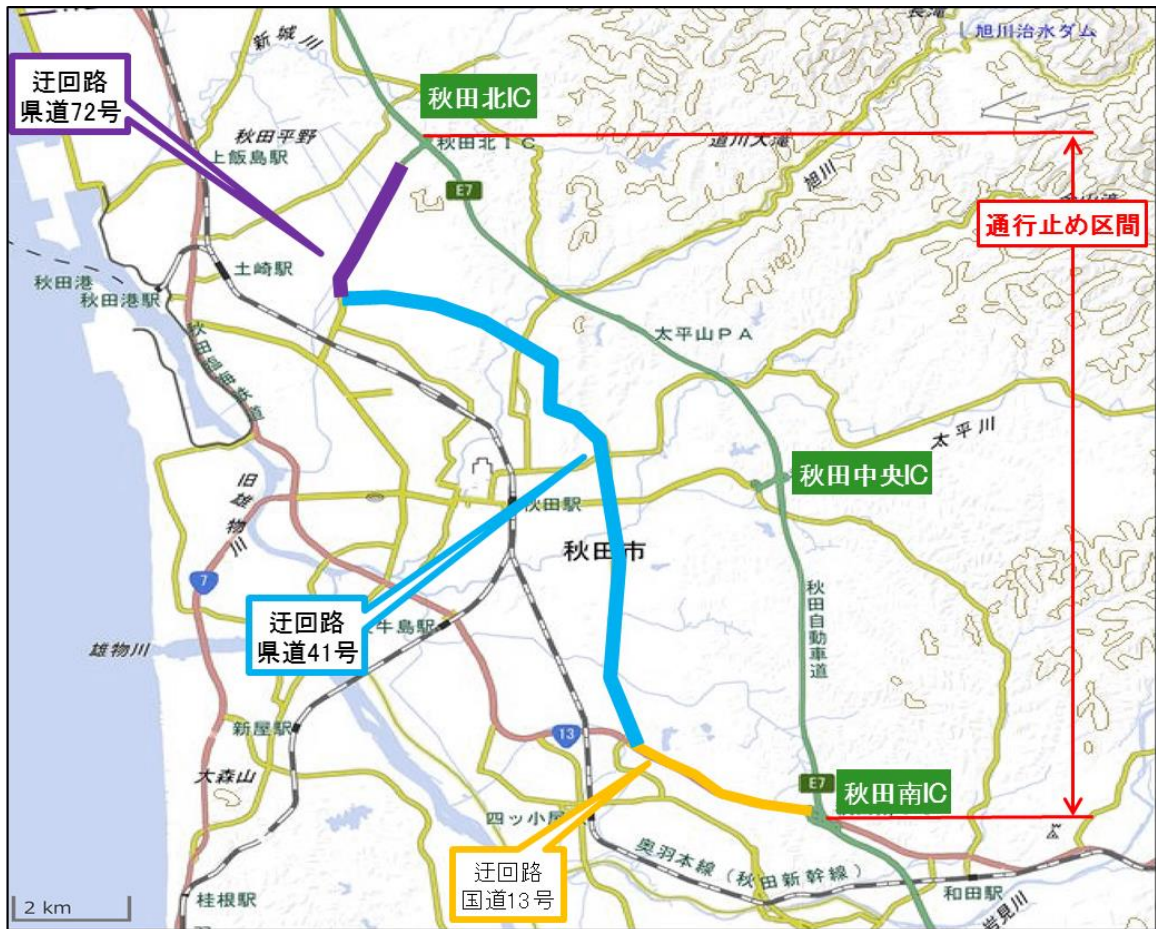 新城川
長滝
旭川治水ダム
迂回路
県道72号
秋田北IC
秋田平野
上飯島駅
秋田北IC
道川大滝
旭川
E7
通行止め区間
土崎駅
秋田港
秋田港駅
100
太平山PA
太平川
秋田中央IC
旧雄物川
秋田駅
秋田市
7
迂回路
県道41号
牛島駅
秋田自動車道
雄物川
新屋駅
13
大森山
E7
秋田南IC
四ッ小屋
奥羽本線(秋田新幹線)
迂回路
国道13号
和田駅
岩見川
桂根駅
2 km